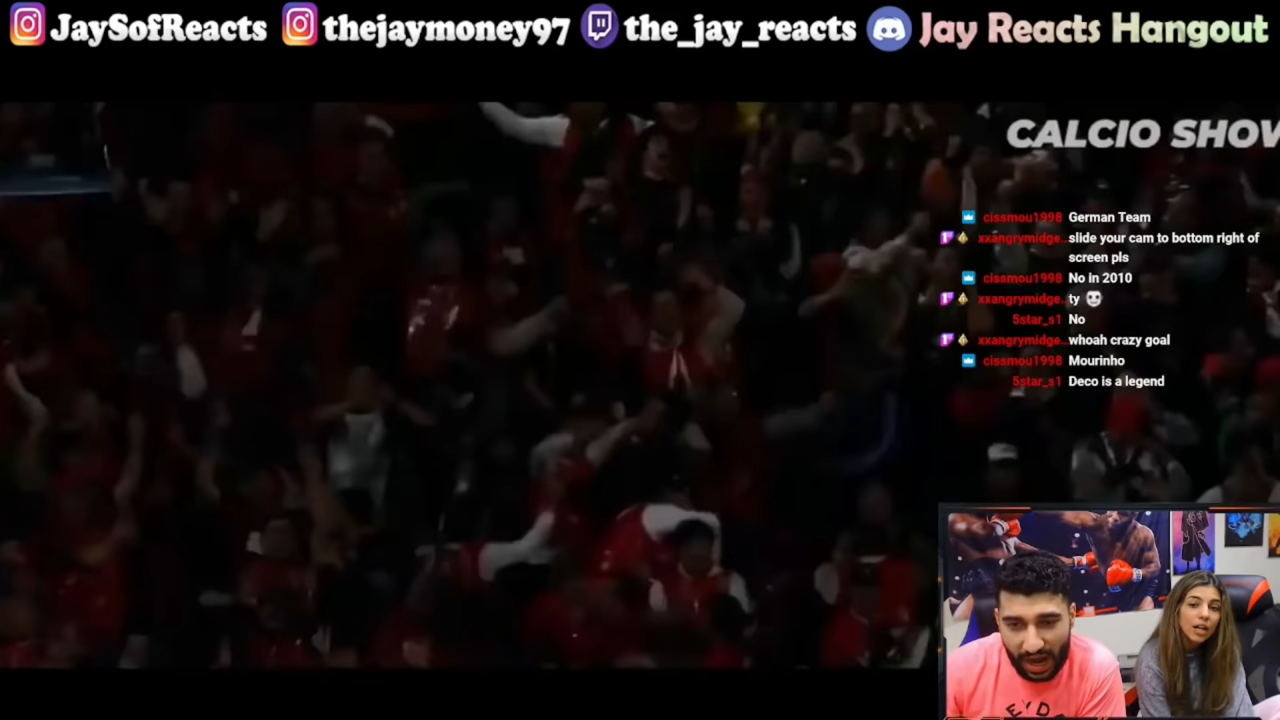 JaySofReacts thejaymoney97 the_jay_reacts Jay Reacts Hangout
CALCIO SHOW
cissmou1998 German Team
xxangrymidge.. slide your cam to bottom right of
screen pls
cissmou1998 No in 2010
xxangrymidge.. ty
5star_s1 No
xxangrymidge.. whoah crazy goal
cissmou1998 Mourinho
5star_s1 Deco is a legend